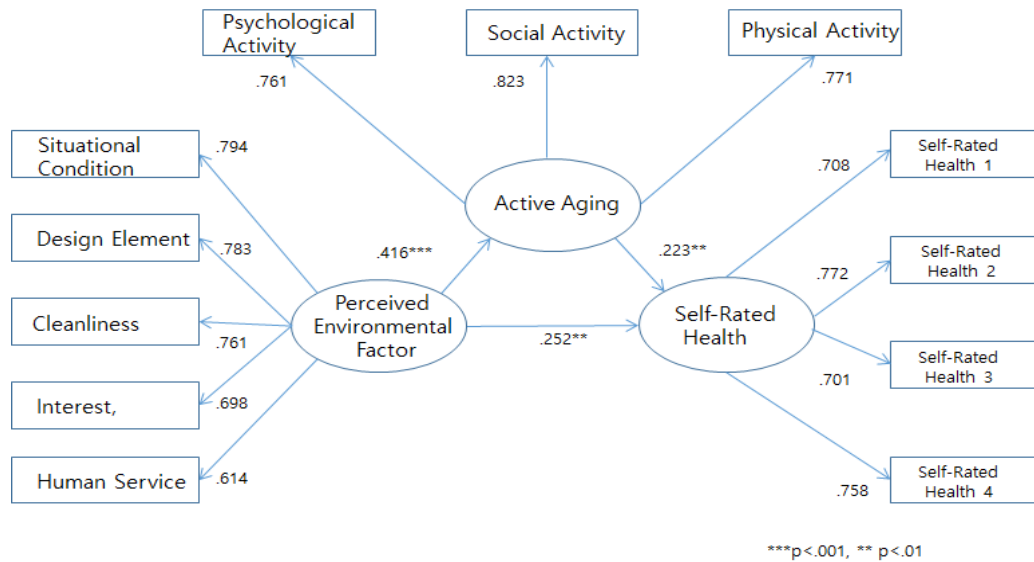 Psychological
Activity
Social Activity
Physical Activity
.761
.823
.771
Situational
Condition
.794
.708
Self-Rated
Health 1
Active Aging
Design Element
.783
.416***
.223**
.772
Self-Rated
Health 2
Cleanliness
.761
Perceived
Environmental
Factor
.252**
Self-Rated
Health
.701
Self-Rated
Health 3
Interest,
.698
Human Service
.614
.758
Self-Rated
Health 4
***p<.001, ** p<.01